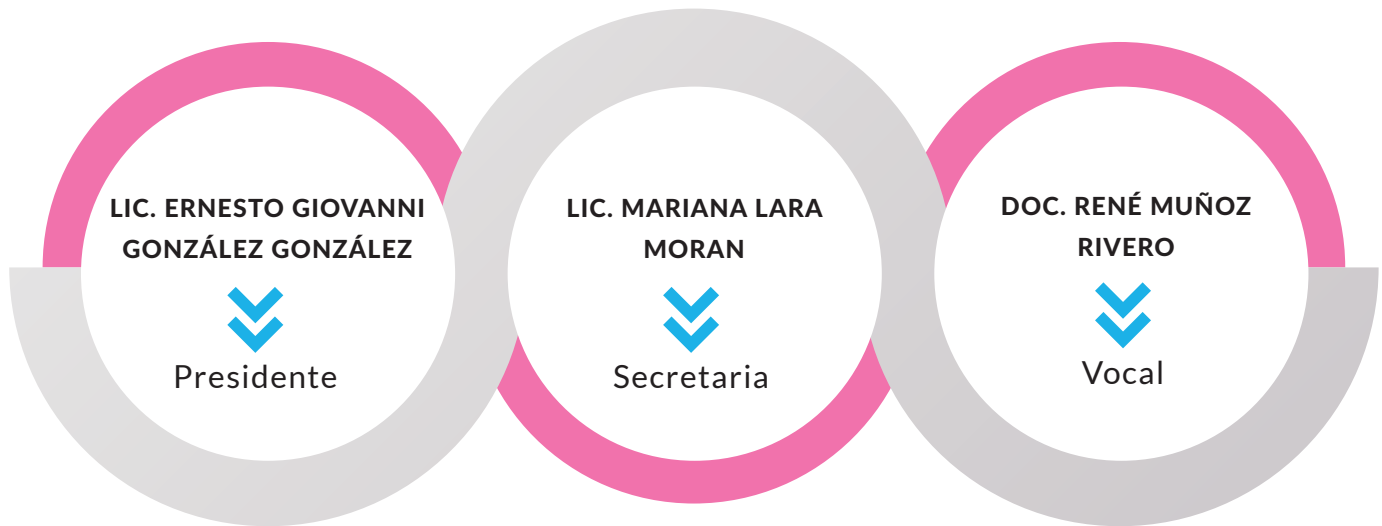 LIC. ERNESTO GIOVANNI
GONZÁLEZ GONZÁLEZ
Presidente
LIC. MARIANA LARA
MORAN
Secretaria
DOC. RENÉ MUÑOZ
RIVERO
Vocal